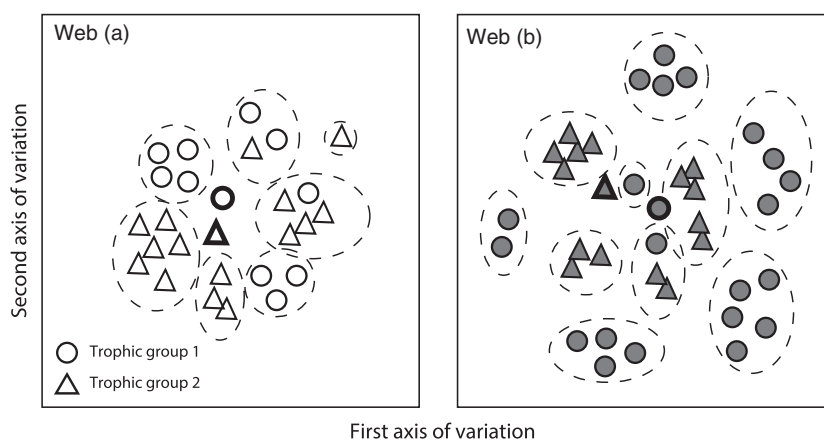 Web (a)
Web (b)
Second axis of variation
Trophic group 1
Trophic group 2
First axis of variation